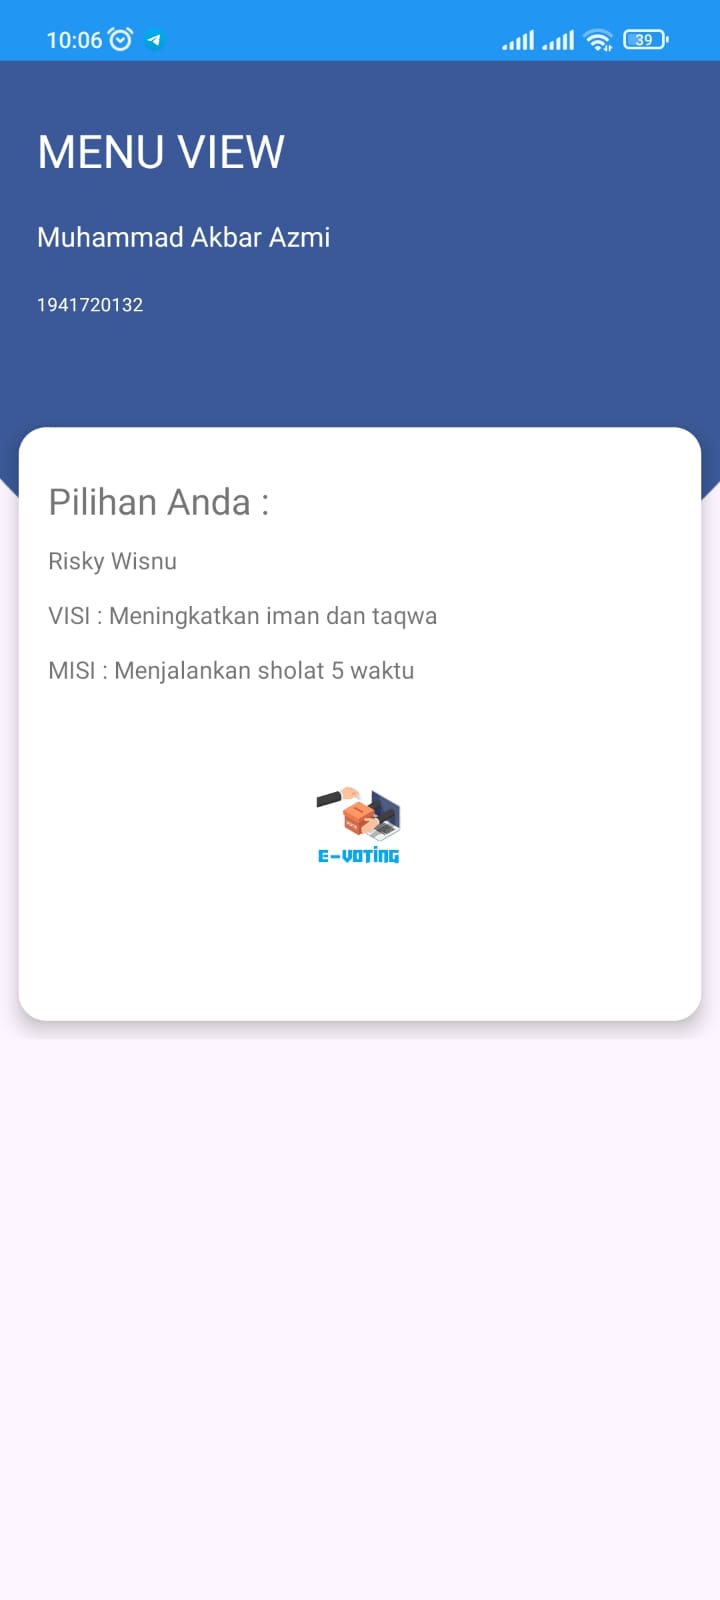 10:06
39
MENU VIEW
Muhammad Akbar Azmi
1941720132
Pilihan Anda :
Risky Wisnu
VISI : Meningkatkan iman dan taqwa
MISI : Menjalankan sholat 5 waktu
E-VOTING